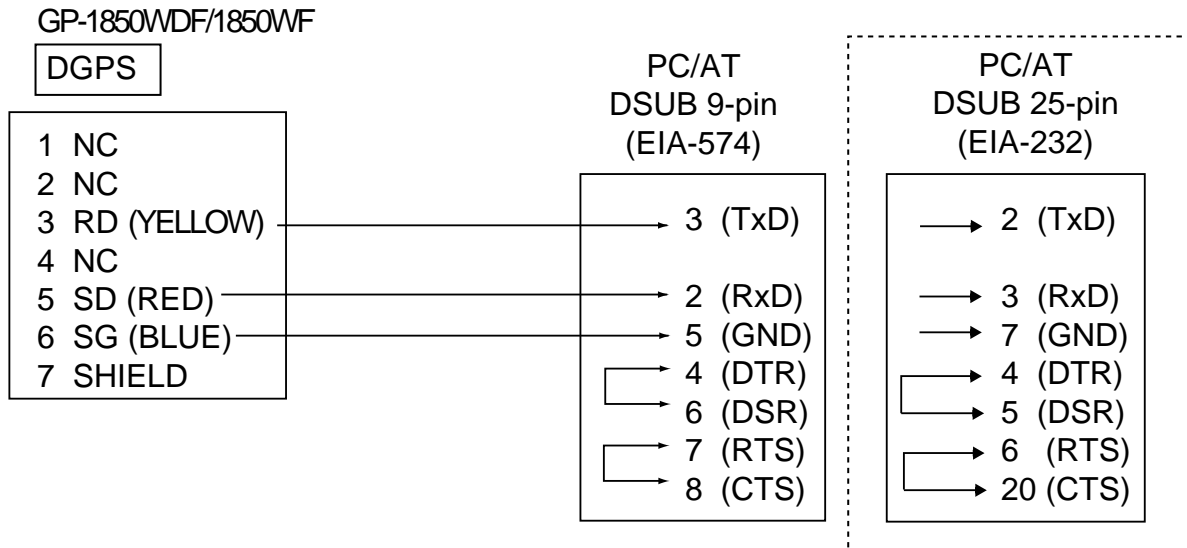 GP-1850WDF/1850WF
DGPS
1 NC
2 NC
3 RD (YELLOW)
4 NC
5 SD (RED)
6 SG (BLUE)
7 SHIELD
PC/AT
DSUB 9-pin
(EIA-574)
3 (TxD)
2 (RxD)
5 (GND)
4 (DTR)
6 (DSR)
7 (RTS)
8 (CTS)
PC/AT
DSUB 25-pin
(EIA-232)
2 (TxD)
3 (RxD)
7 (GND)
4 (DTR)
5 (DSR)
6 (RTS)
20 (CTS)